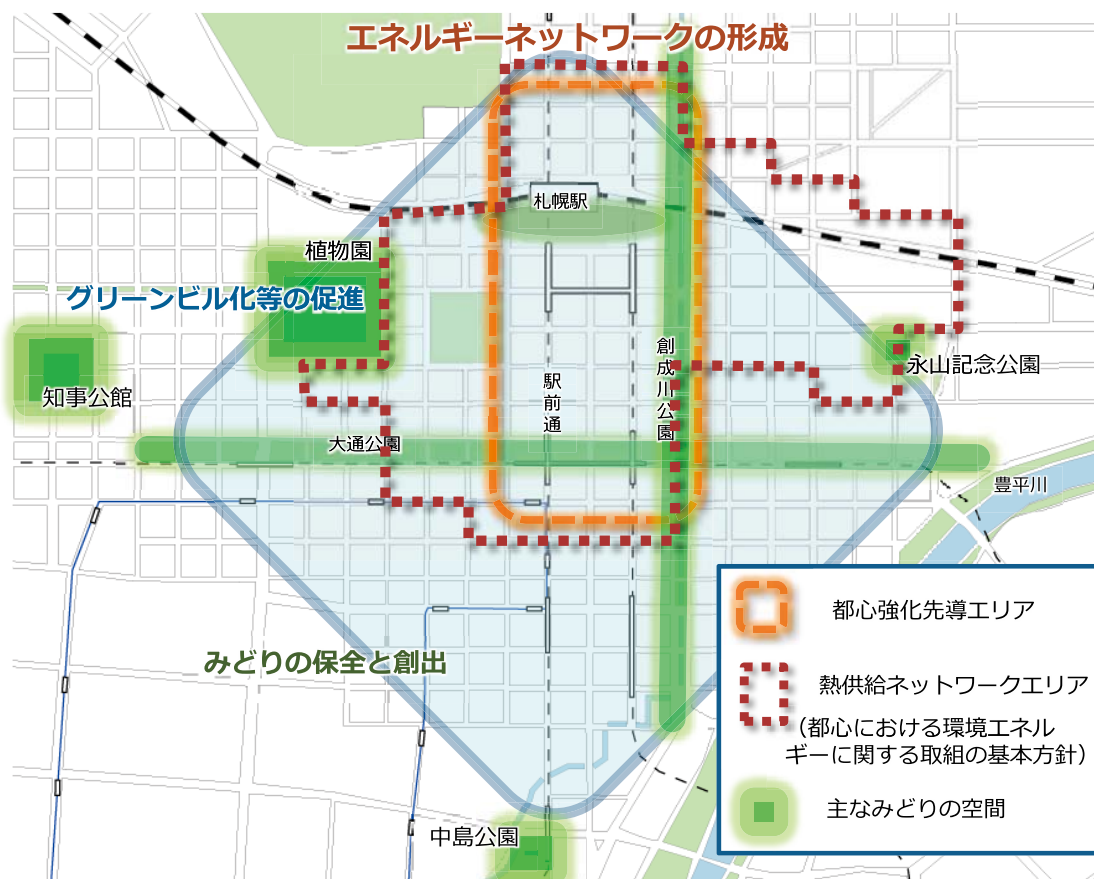 エネルギーネットワークの形成
札幌駅
植物園
グリーンビル化等の促進
知事公館
永山記念公園
創成川公園
駅前通
大通公園
豊平川
みどりの保全と創出
中島公園
都心強化先導エリア
熱供給ネットワークエリア
（都心における環境エネル
ギーに関する取組の基本方針）
主なみどりの空間